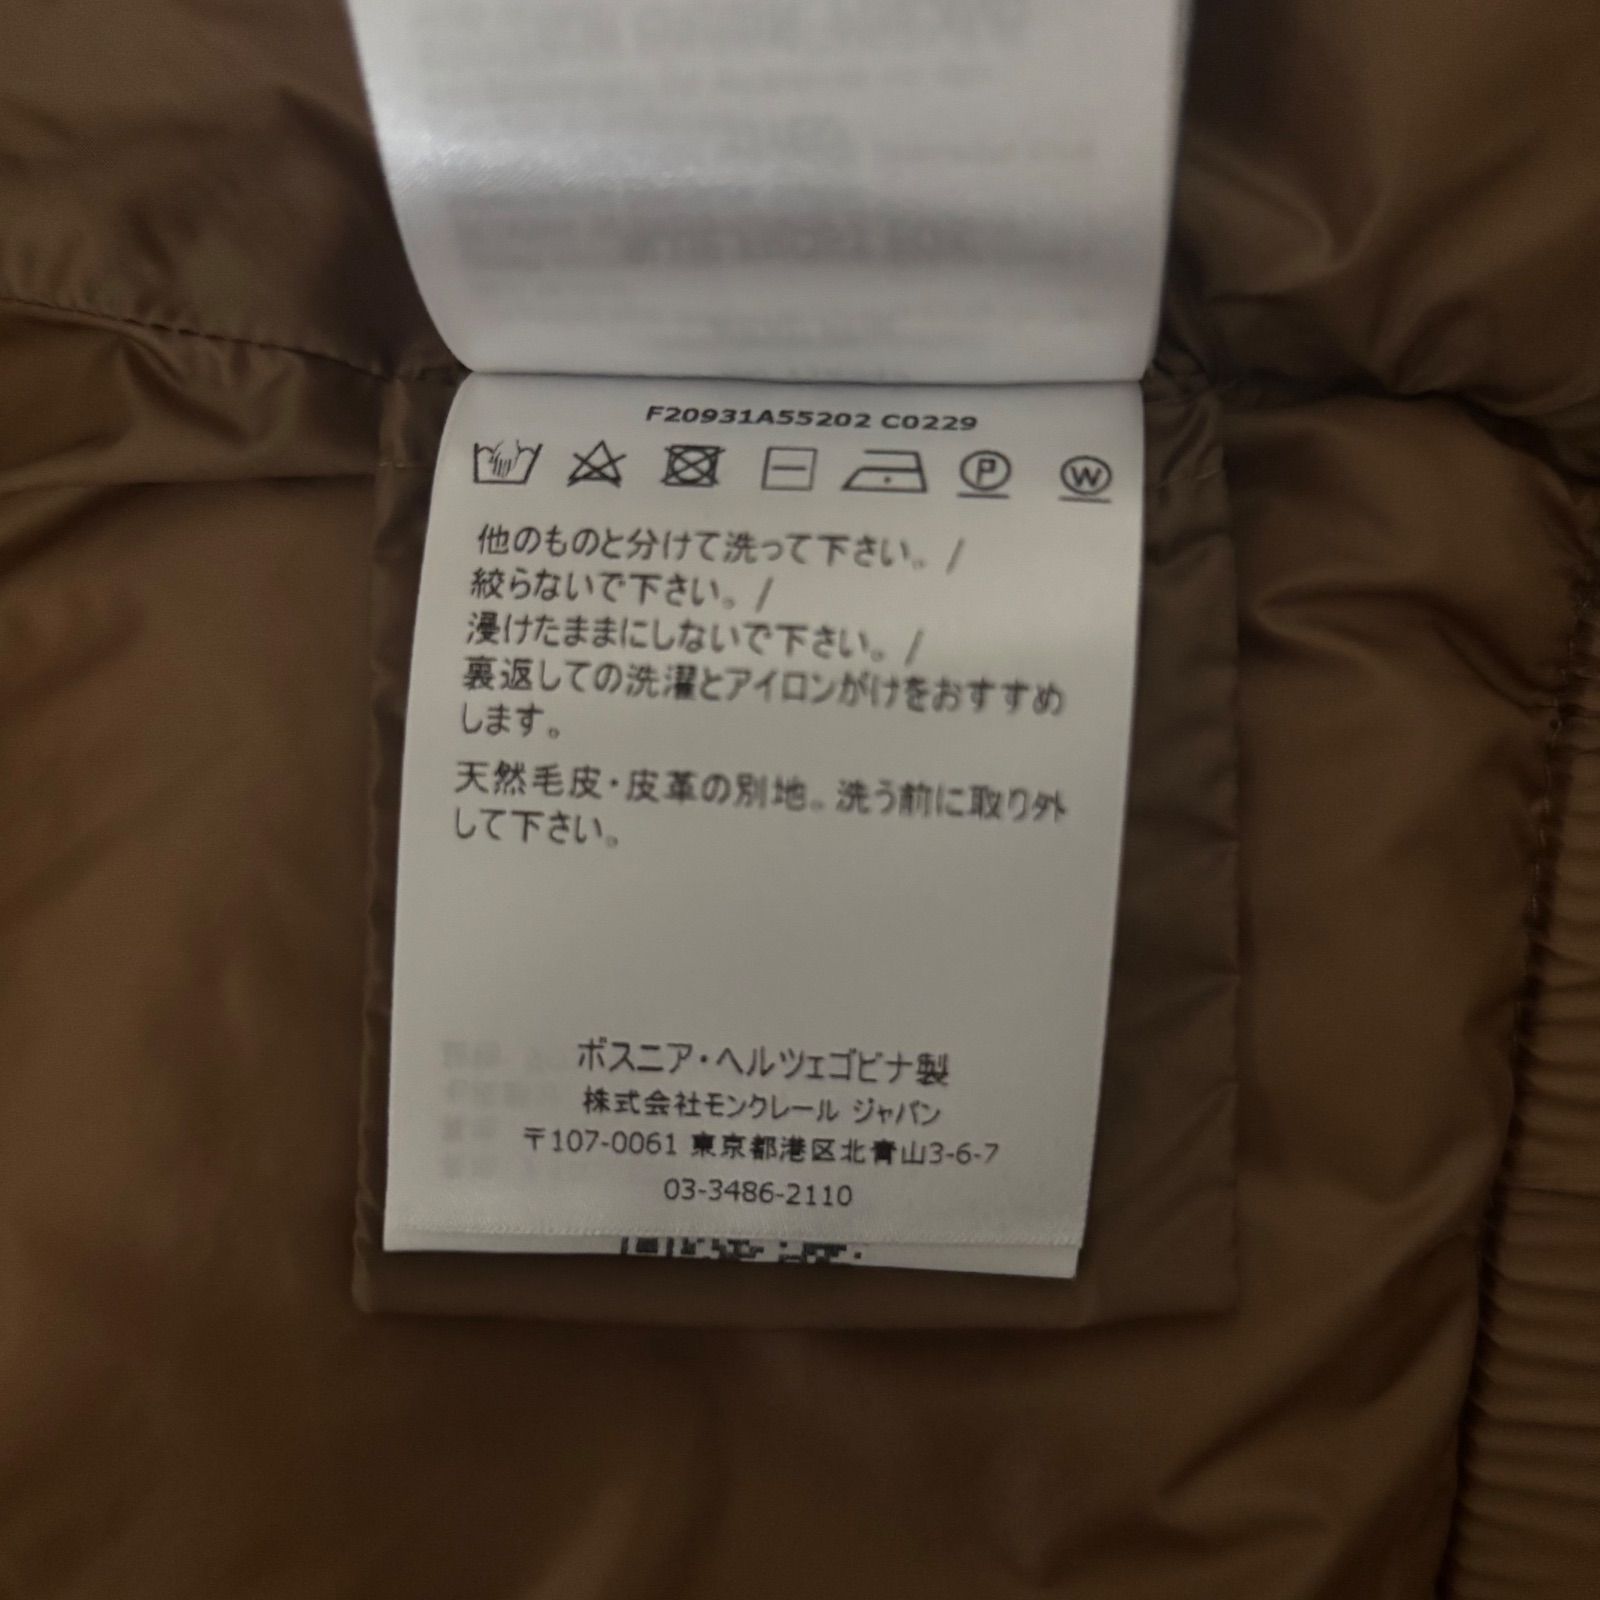 F20931A55202 C0229
P
W
他のものと分けて洗って下さい。/
絞らないで下さい。/
浸けたままにしないで下さい。/
裏返しての洗濯とアイロンがけをおすすめ
します。
天然毛皮・皮革の別地。洗う前に取り外
して下さい。
ボスニア・ヘルツェゴビナ製
株式会社モンクレール ジャパン
〒107-0061 東京都港区北青山3-6-7
03-3486-2110